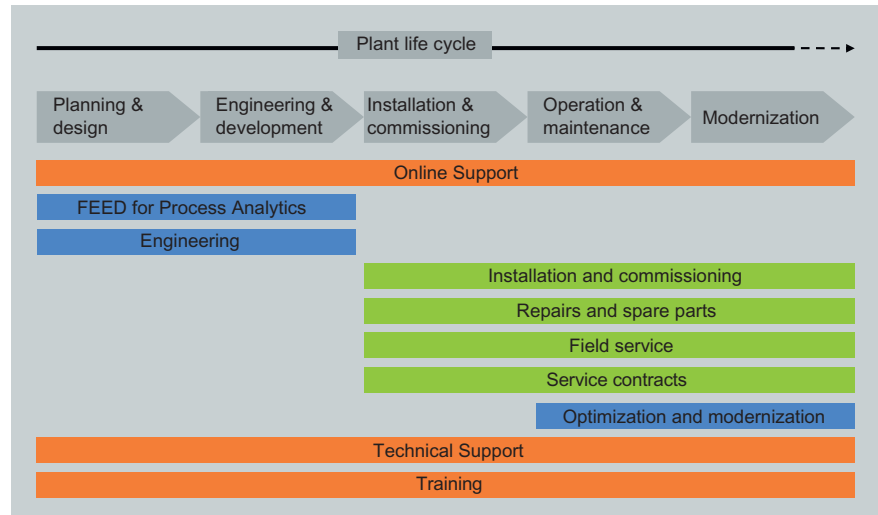 Plant life cycle
Planning &
design
Engineering &
development
Installation &
commissioning
Operation &
maintenance
Modernization
Online Support
FEED for Process Analytics
Engineering
Installation and commissioning
Repairs and spare parts
Field service
Service contracts
Optimization and modernization
Technical Support
Training